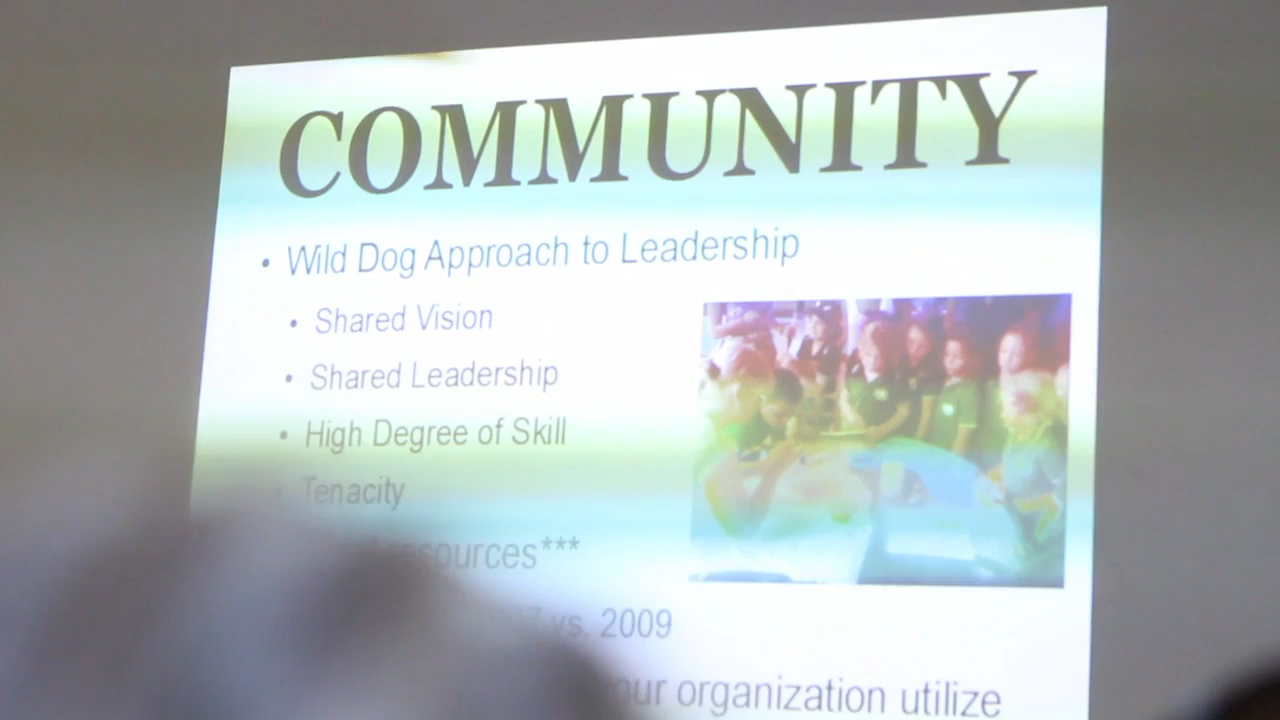 COMMUNITY
• Wild Dog Approach to Leadership
• Shared Vision
• Shared Leadership
• High Degree of Skill
• Tenacity
resources***
vs. 2009
our organization utilize